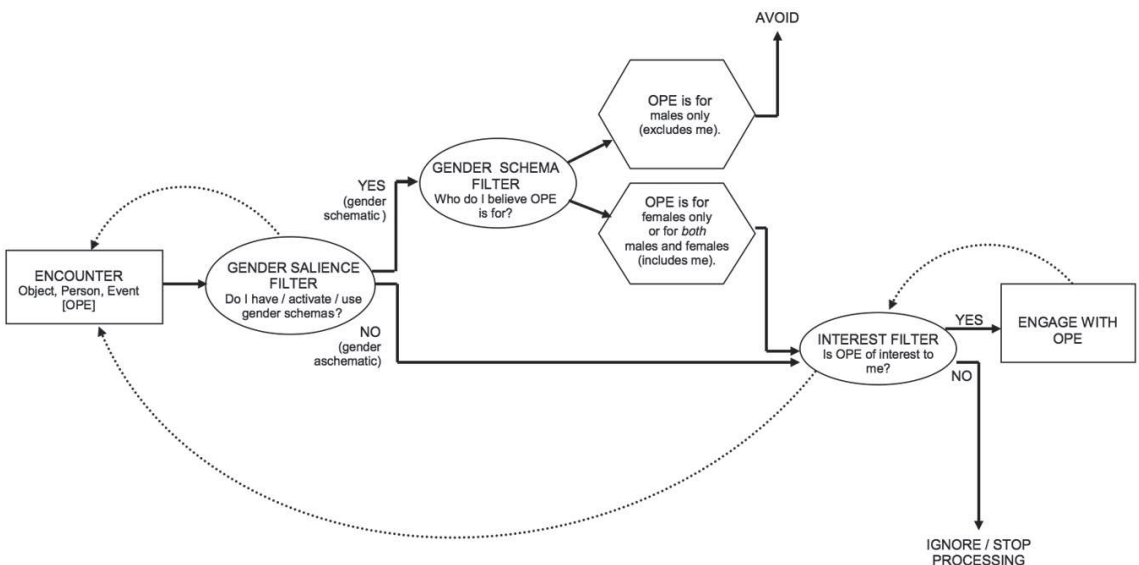 AVOID
OPE is for
males only
(excludes me).
GENDER SCHEMA
FILTER
Who do I believe OPE
is for?
YES
(gender
schematic)
OPE is for
females only
or for both
males and females
(includes me).
ENCOUNTER
Object, Person, Event
[OPE]
GENDER SALIENCE
FILTER
Do I have / activate / use
gender schemas?
NO
(gender
aschematic)
INTEREST FILTER
Is OPE of interest to
me?
YES
ENGAGE WITH
OPE
NO
IGNORE / STOP
PROCESSING